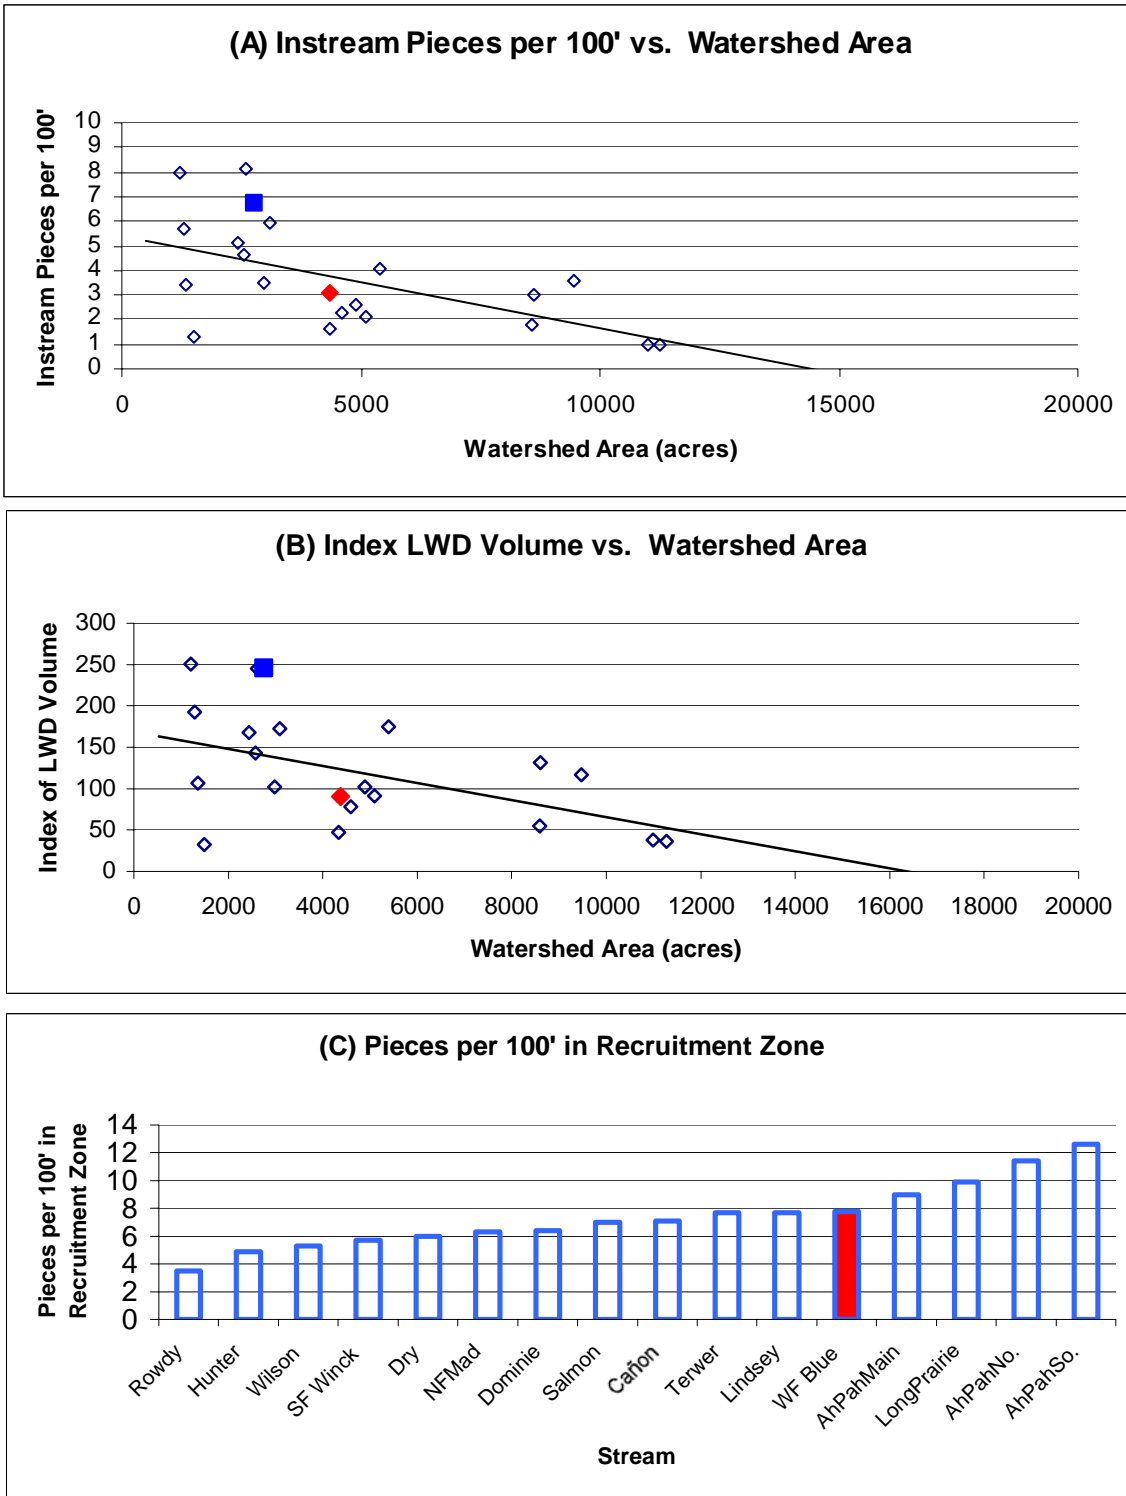 (A) Instream Pieces per 100' vs.  Watershed Area
Instream Pieces per 100'
10
9
8
7
6
5
4
3
2
1
0
0 5000 10000 15000 20000
Watershed Area (acres)
(B) Index LWD Volume vs.  Watershed Area
Index of LWD Volume
300
250
200
150
100
50
0
0 2000 4000 6000 8000 10000 12000 14000 16000 18000 20000
Watershed Area (acres)
(C) Pieces per 100' in Recruitment Zone
Pieces per 100' in
Recruitment Zone
14
12
10
8
6
4
2
0
Rowdy Hunter Wilson SF Winck Dry NFMad Dominie Salmon Cañon Terwer Lindsey WF Blue AhPahMain LongPrairie AhPahNo. AhPahSo.
Stream